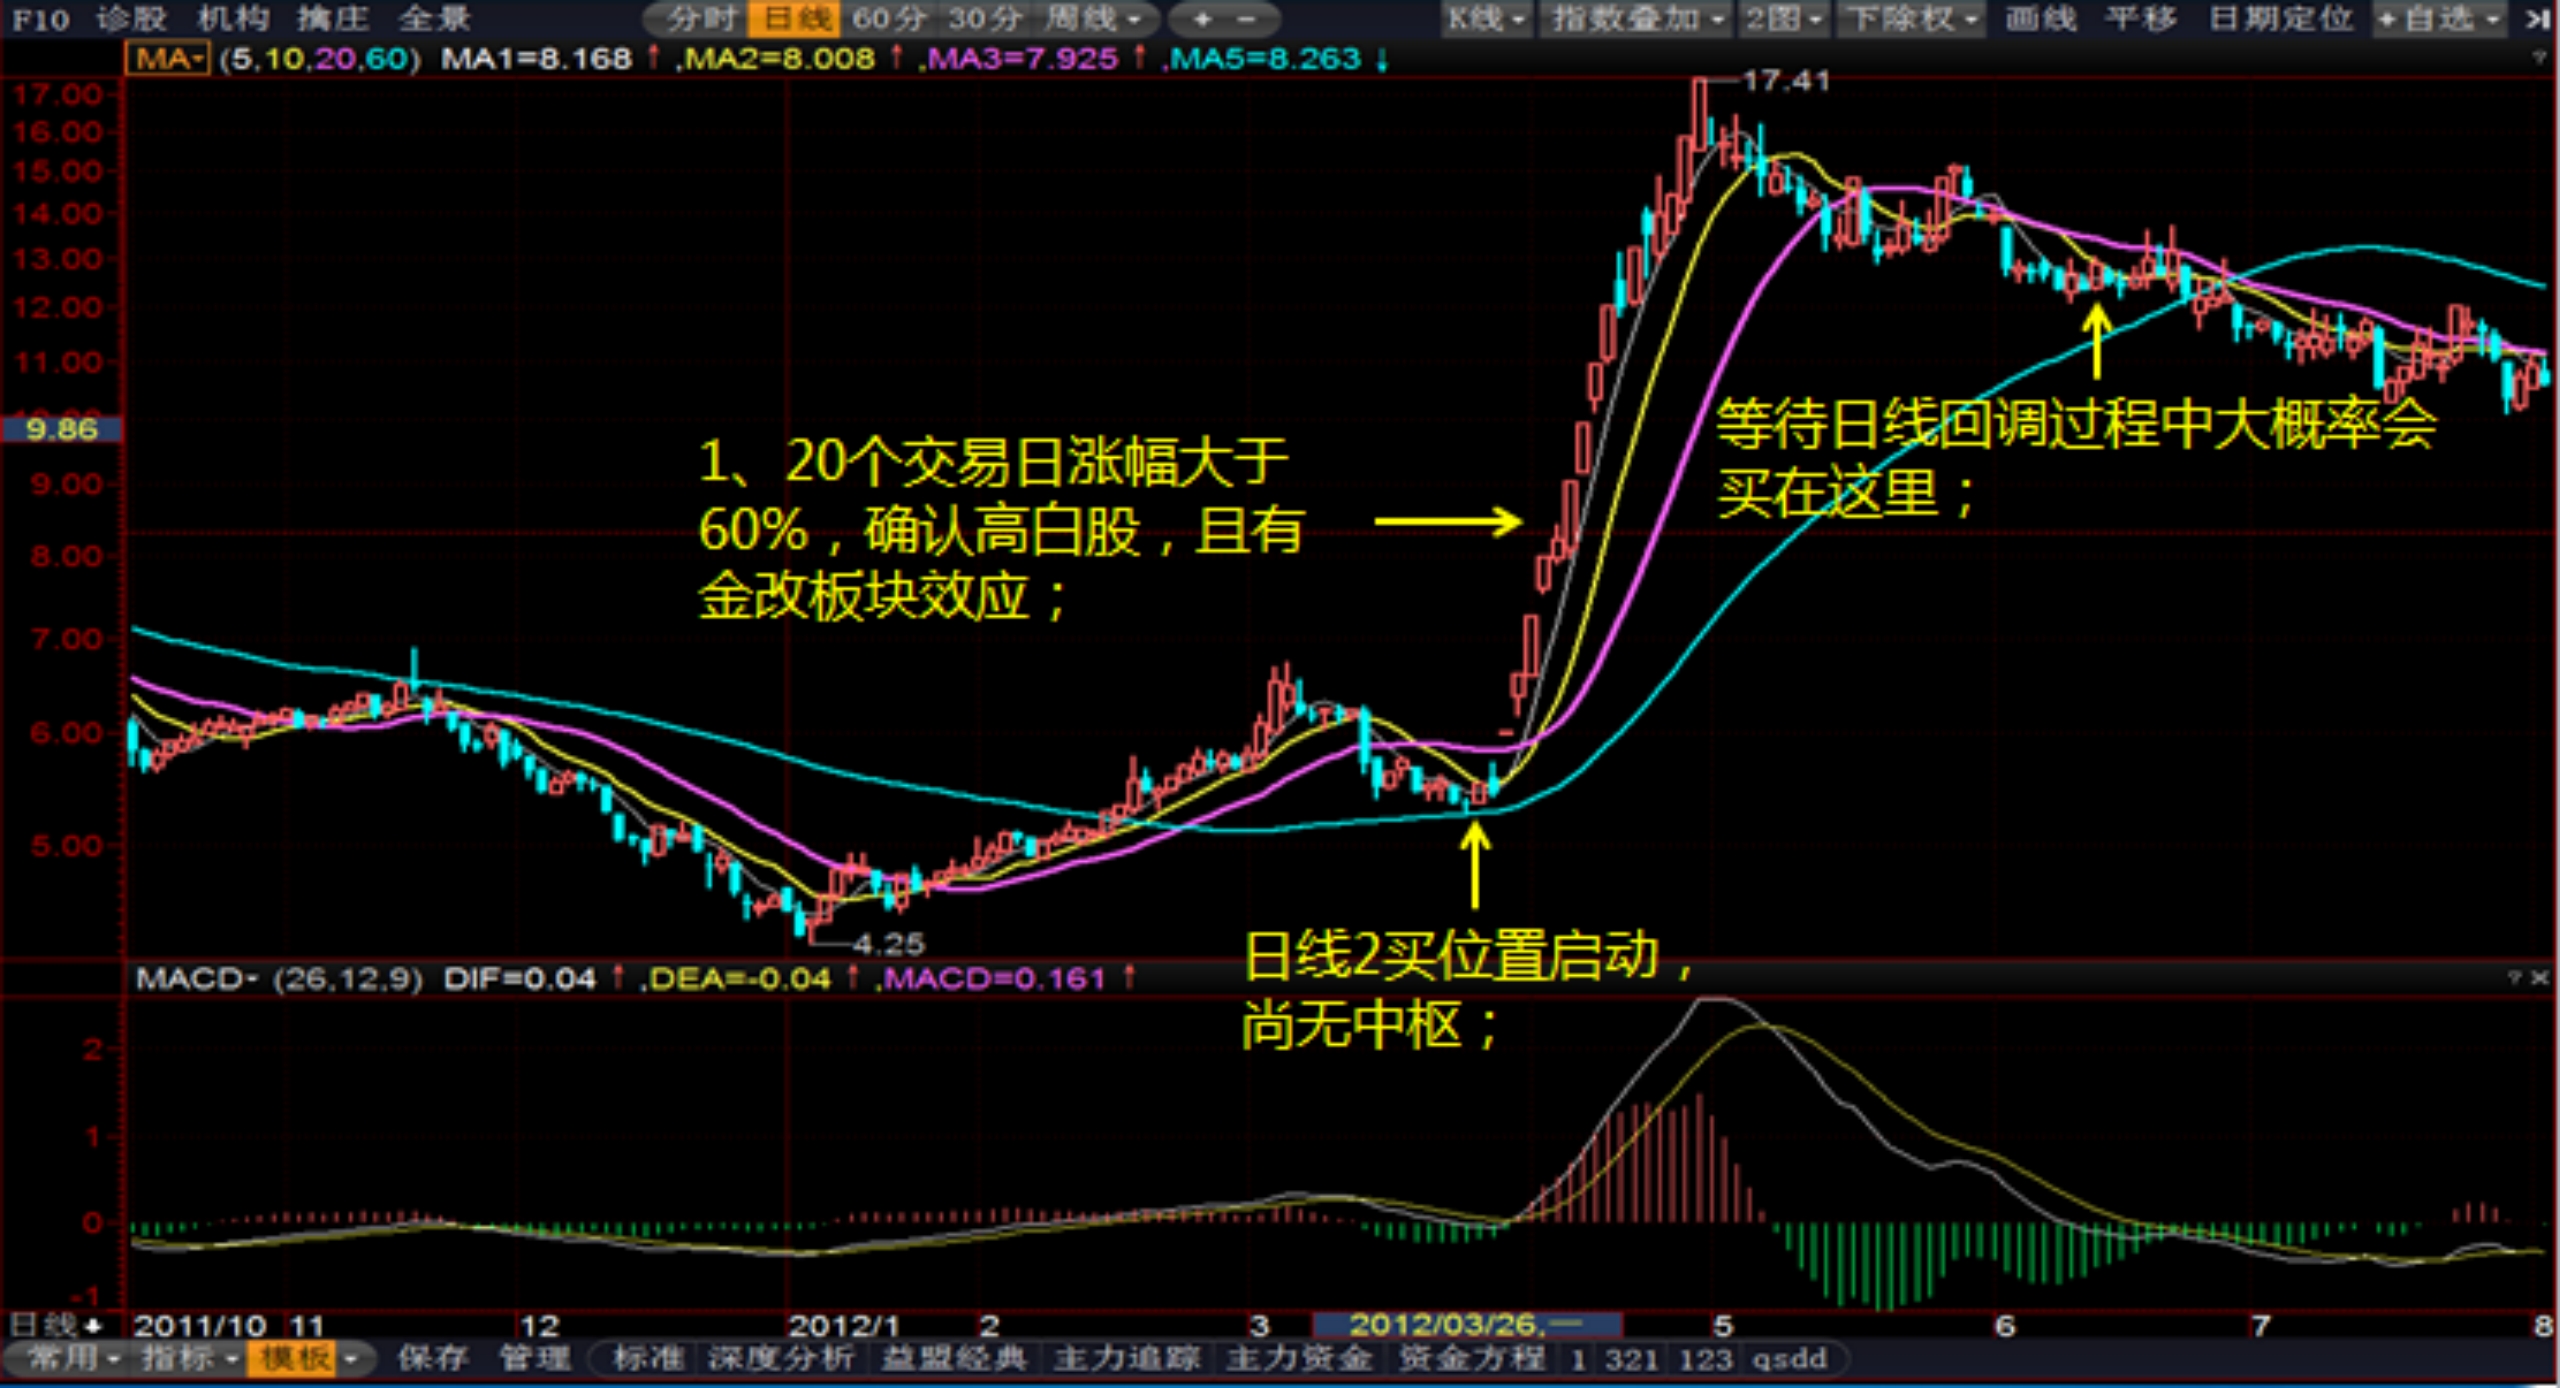 F10 诊股 机构 擒庄 全景 分时 日线 60分 30分 周线 + - K线 指数叠加 2图 下除权 画线 平移 日期定位 +自选
MA (5,10,20,60) MA1=8.168 ↑ ,MA2=8.008 ↑ ,MA3=7.925 ↑ ,MA5=8.263 ↓ ?
17.41
17.00
16.00
15.00
14.00
13.00
12.00
11.00
10.00
9.86
9.00
8.00
7.00
6.00
5.00
等待日线回调过程中大概率会
买在这里；
1、20个交易日涨幅大于
60%，确认高白股，且有
金改板块效应；
4.25
日线2买位置启动，
尚无中枢；
MACD (26,12,9) DIF=0.04 ↑ ,DEA=-0.04 ↑ ,MACD=0.161 ↑ ? ×
2
1
0
-1
日线 2011/10 11 12 2012/1 2 3 2012/03/26,一 5 6 7 8
常用 指标 模板 保存 管理 标准 深度分析 益盟经典 主力追踪 主力资金 资金方程 1 321 123 qsdd